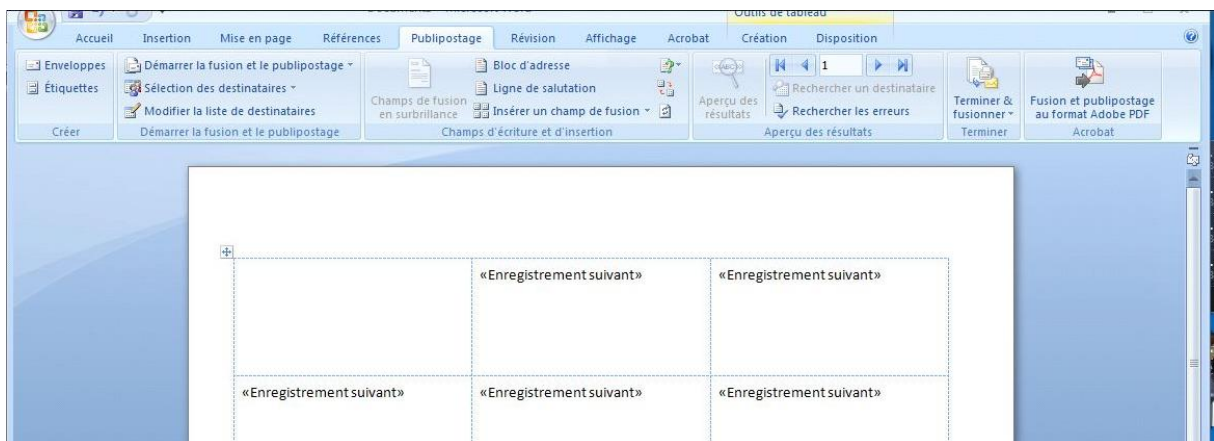 Outils de tableau
Accueil Insertion Mise en page Références Publipostage Révision Affichage Acrobat Création Disposition
Enveloppes Démarrer la fusion et le publipostage Bloc d'adresse 1
Étiquettes Sélection des destinataires Ligne de salutation Rechercher un destinataire
Modifier la liste de destinataires Champs de fusion en surbrillance Insérer un champ de fusion Aperçu des résultats Rechercher les erreurs Terminer & fusionner Fusion et publipostage au format Adobe PDF
Créer Démarrer la fusion et le publipostage Champs d'écriture et d'insertion Aperçu des résultats Terminer Acrobat
«Enregistrement suivant» «Enregistrement suivant»
«Enregistrement suivant» «Enregistrement suivant» «Enregistrement suivant»